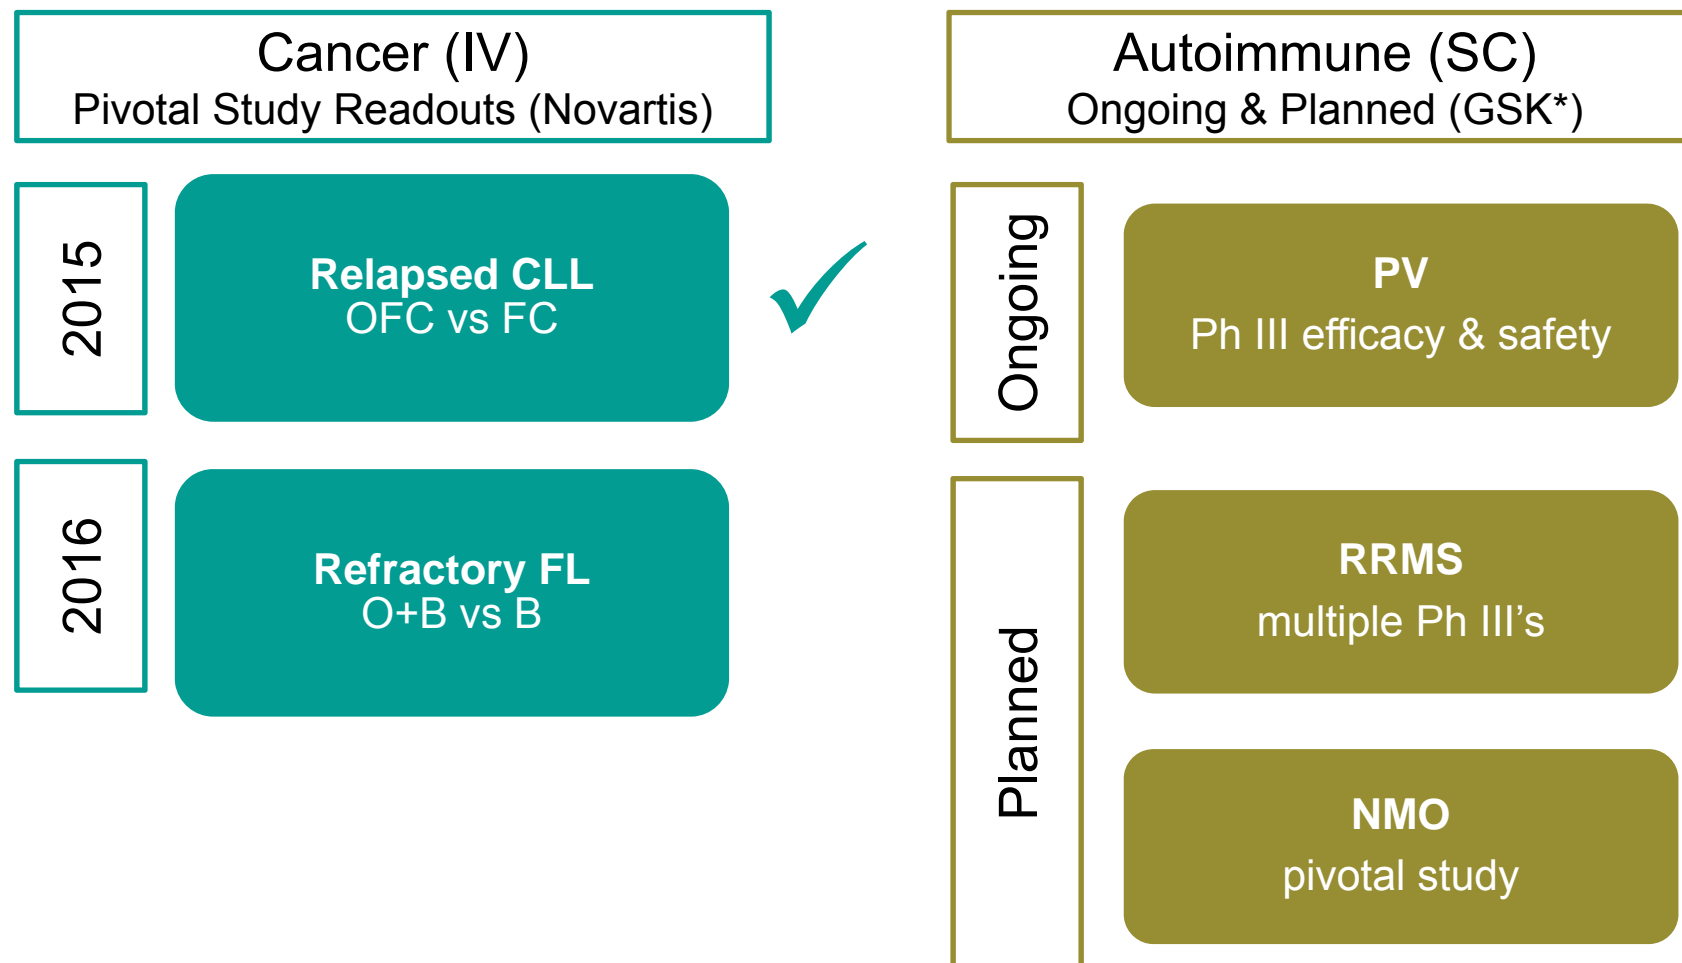 Cancer (IV)
Pivotal Study Readouts (Novartis)
2015
Relapsed CLL
OFC vs FC
2016
Refractory FL
O+B vs B
Autoimmune (SC)
Ongoing & Planned (GSK*)
Ongoing
PV
Ph III efficacy & safety
Planned
RRMS
multiple Ph III’s
NMO
pivotal study